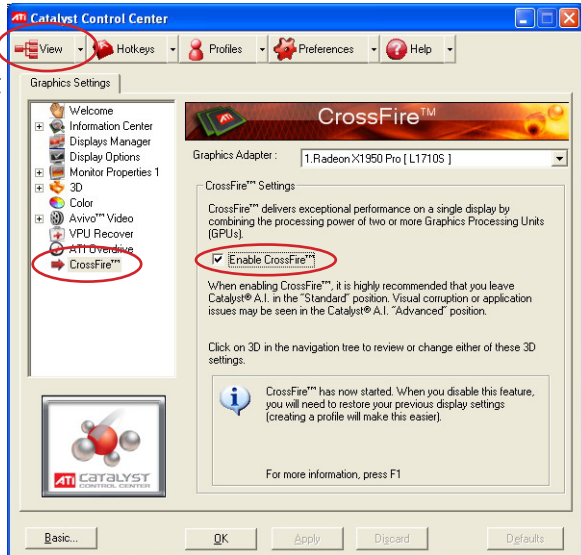 ATI Catalyst Control Center
View
Hotkeys
Profiles
Preferences
Help
Graphics Settings
Welcome
Information Center
Displays Manager
Display Options
Monitor Properties 1
3D
Color
Avivo™ Video
VPU Recover
ATI Overdrive
CrossFire™
ATI CATALYST
CONTROL CENTER
CrossFire™
Graphics Adapter :
1.Radeon X1950 Pro [ L1710S ]
CrossFire™ Settings
CrossFire™ delivers exceptional performance on a single display by
combining the processing power of two or more Graphics Processing Units
(GPUs).
Enable CrossFire™
When enabling CrossFire™, it is highly recommended that you leave
Catalyst® A.I. in the "Standard" position. Visual corruption or application
issues may be seen in the Catalyst® A.I. "Advanced" position.
Click on 3D in the navigation tree to review or change either of these 3D
settings.
CrossFire™ has now started. When you disable this feature,
you will need to restore your previous display settings
(creating a profile will make this easier).
For more information, press F1
Basic...
OK
Apply
Discard
Defaults